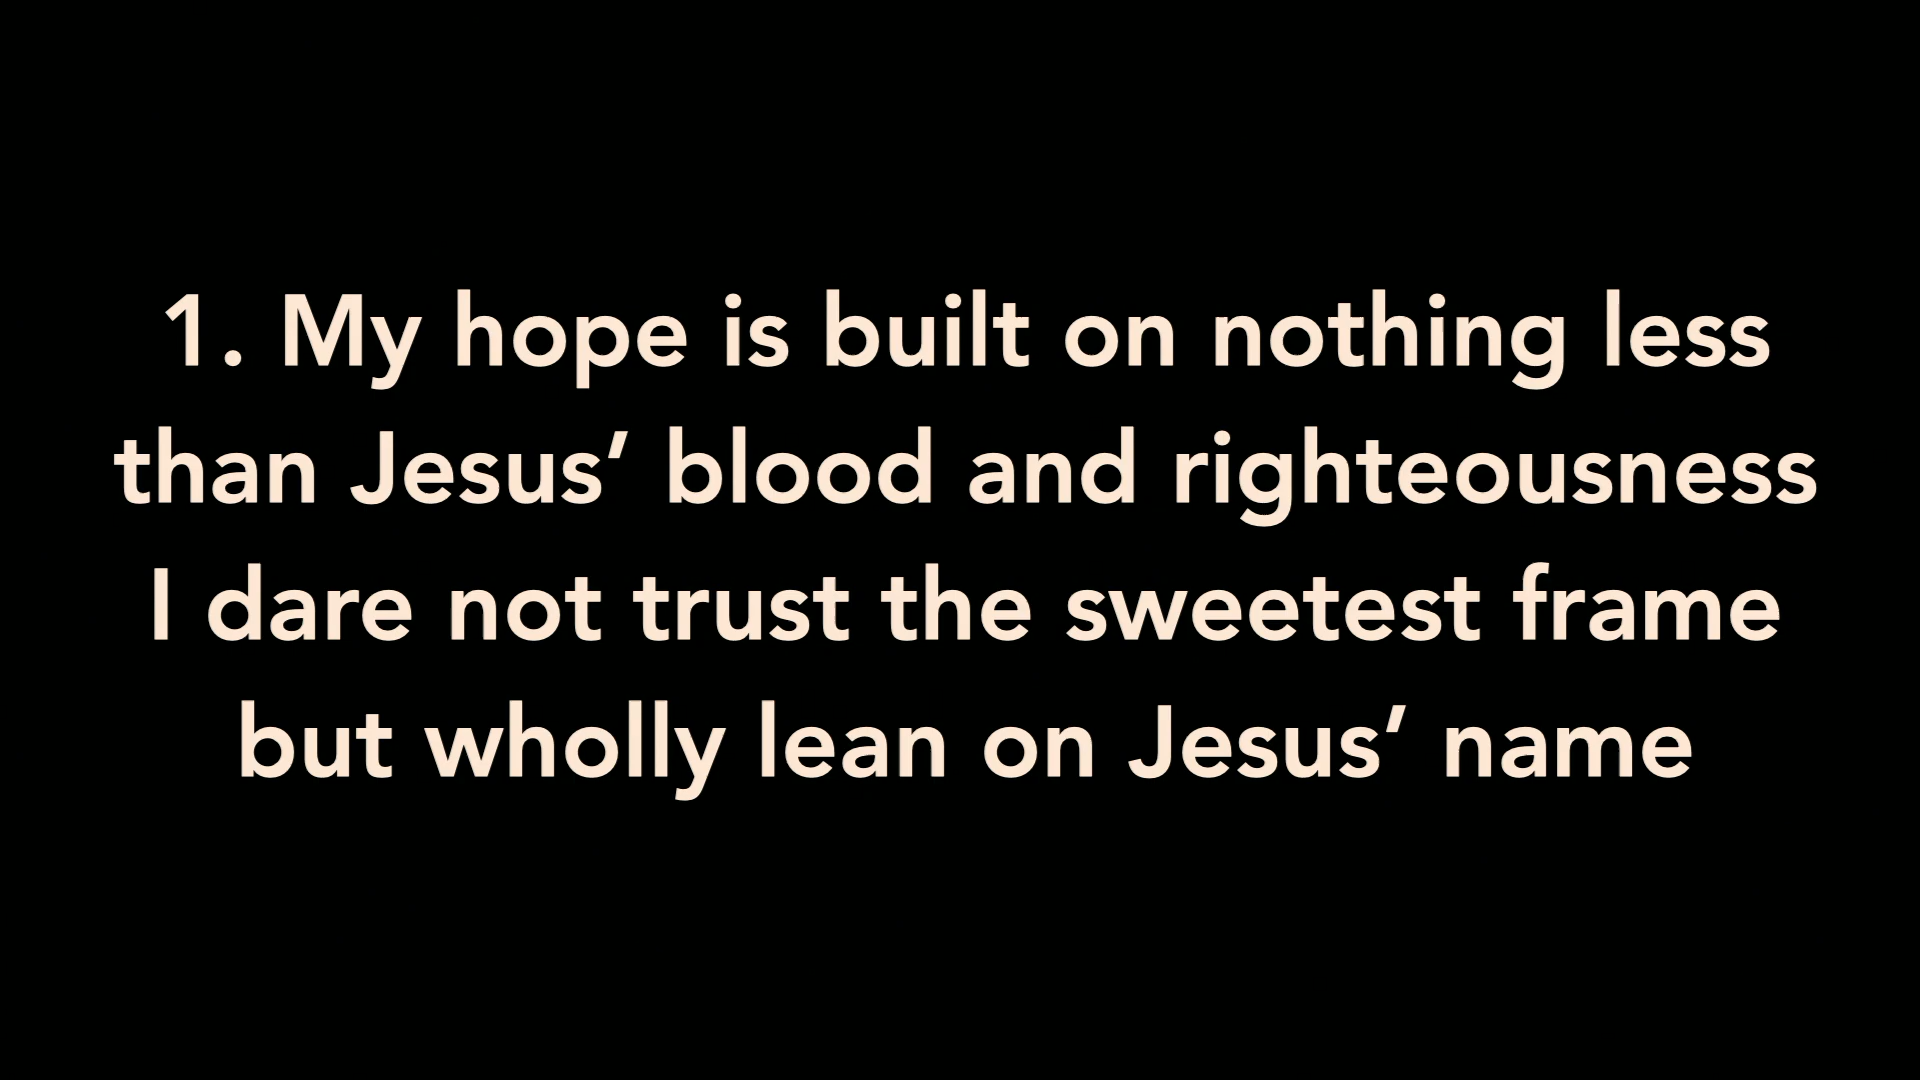 1. My hope is built on nothing less
than Jesus’ blood and righteousness
I dare not trust the sweetest frame
but wholly lean on Jesus’ name